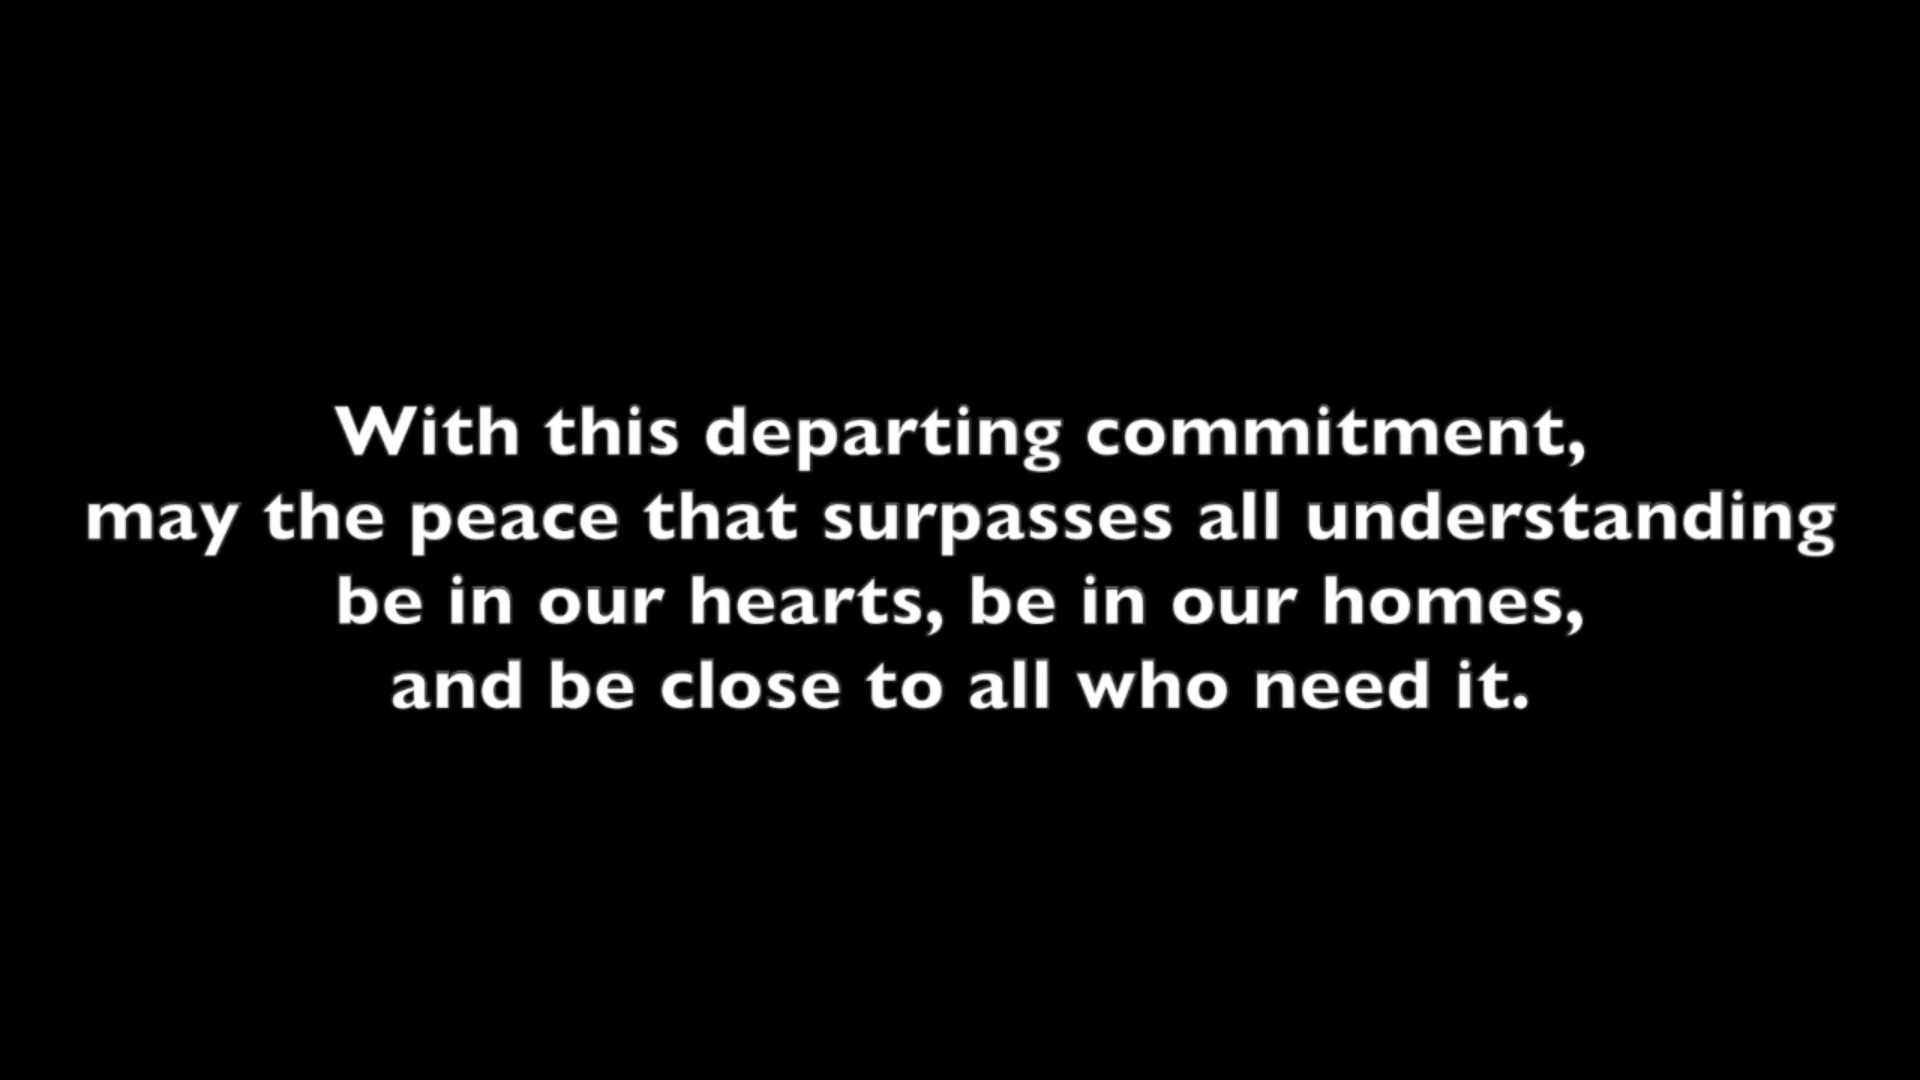 With this departing commitment,
may the peace that surpasses all understanding
be in our hearts, be in our homes,
and be close to all who need it.